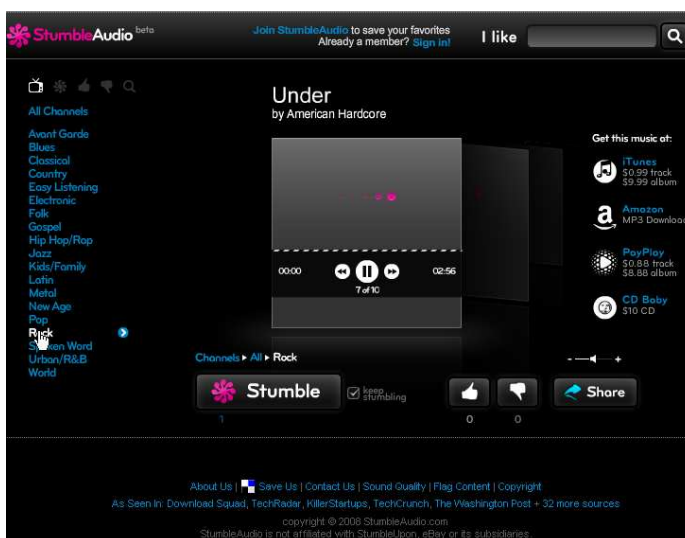 StumbleAudio beta
Join StumbleAudio to save your favorites
Already a member? Sign in!
I like
All Channels
Avant Garde
Blues
Classical
Country
Easy Listening
Electronic
Folk
Gospel
Hip Hop/Rap
Jazz
Kids/Family
Latin
Metal
New Age
Pop
Rock
Spoken Word
Urban/R&B
World
Under
by American Hardcore
00:00
02:56
7 of 10
Get this music at:
iTunes
$0.99 track
$9.99 album
Amazon
MP3 Download
PayPlay
$0.88 track
$8.88 album
CD Baby
$10 CD
Channels ▸ All ▸ Rock
- +
Stumble
keep
stumbling
Share
1
0
0
About Us | Save Us | Contact Us | Sound Quality | Flag Content | Copyright
As Seen In: Download Squad, TechRadar, KillerStartups, TechCrunch, The Washington Post + 32 more sources
copyright © 2008 StumbleAudio.com
StumbleAudio is not affiliated with StumbleUpon, eBay or its subsidiaries.